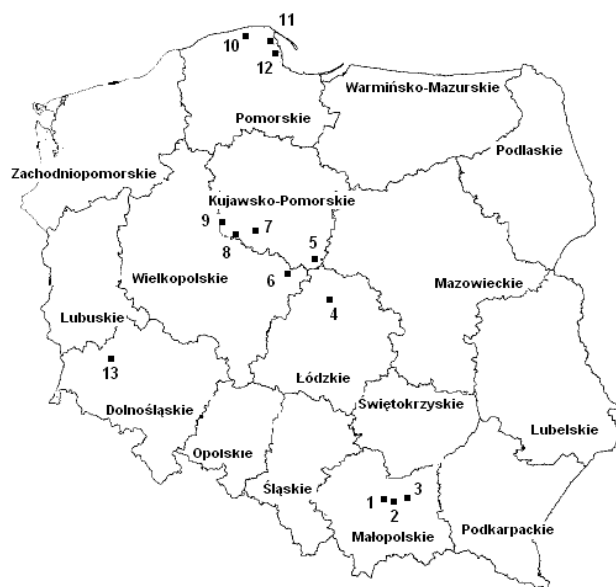 11
10
12
Warmińsko-Mazurskie
Pomorskie
Podlaskie
Zachodniopomorskie
Kujawsko-Pomorskie
9
7
8
5
6
Wielkopolskie
Mazowieckie
4
Lubuskie
13
Łódzkie
Dolnośląskie
Świętokrzyskie
Lubelskie
Opolskie
Śląskie
1
3
2
Małopolskie
Podkarpackie